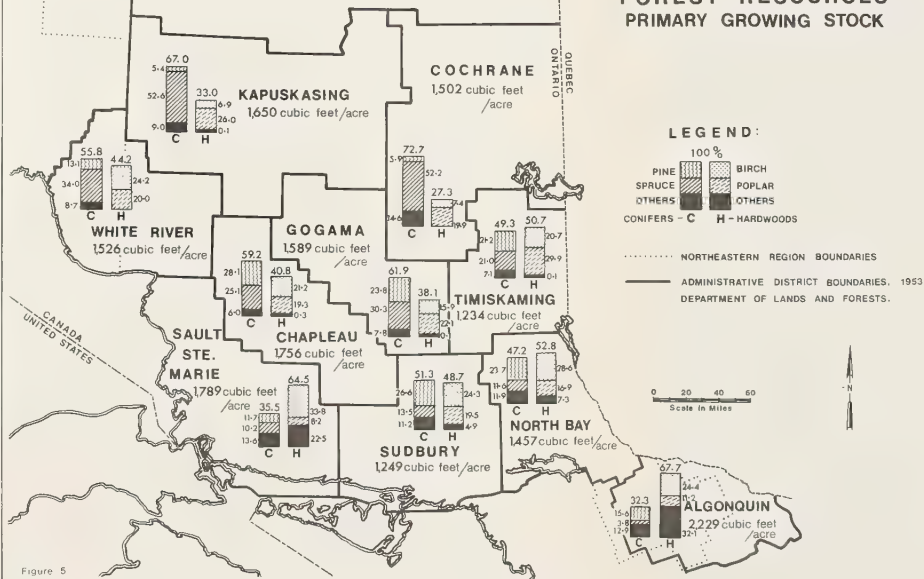 FOREST RESOURCES
PRIMARY GROWING STOCK
LEGEND:
100%
PINE
BIRCH
SPRUCE
POPLAR
OTHERS
OTHERS
CONIFERS - C
H - HARDWOODS
NORTHEASTERN REGION BOUNDARIES
ADMINISTRATIVE DISTRICT BOUNDARIES. 1953
DEPARTMENT OF LANDS AND FORESTS.
N
0 20 40 60
Scale in Miles
QUEBEC
ONTARIO
CANADA
UNITED STATES
KAPUSKASING
1,650 cubic feet/acre
67.0
5.4
52.6
9.0
C
33.0
6.9
26.0
0.1
H
COCHRANE
1,502 cubic feet
/acre
72.7
5.9
52.2
14.6
C
27.3
7.4
19.9
H
WHITE RIVER
1,526 cubic feet/acre
55.8
13.1
34.0
8.7
C
44.2
24.2
20.0
H
GOGAMA
1,589 cubic feet
/acre
61.9
23.8
30.3
7.8
C
38.1
15.9
22.1
H
TIMISKAMING
1,234 cubic feet
/acre
49.3
21.2
21.0
7.1
C
50.7
20.7
29.9
0.1
H
CHAPLEAU
1,756 cubic feet
/acre
59.2
28.1
25.1
6.0
C
40.8
21.2
19.3
0.3
H
SAULT
STE.
MARIE
1,789 cubic feet
/acre
35.5
11.7
10.2
13.6
C
64.5
33.8
8.2
22.5
H
SUDBURY
1,249 cubic feet/acre
51.3
26.6
13.5
11.2
C
48.7
24.3
19.5
4.9
H
NORTH BAY
1,457 cubic feet/acre
47.2
23.7
11.6
11.9
C
52.8
28.6
16.9
7.3
H
ALGONQUIN
2,229 cubic feet
/acre
32.3
15.6
3.8
12.9
C
67.7
24.4
11.2
32.1
H
Figure 5